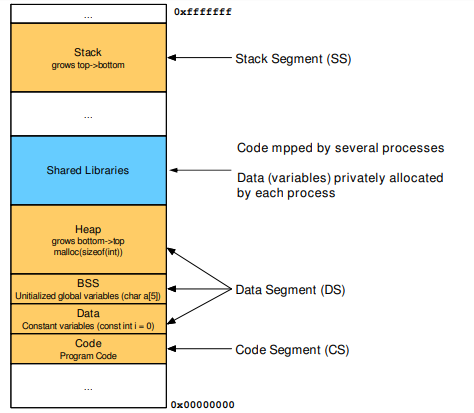 ...
0xfffffff
Stack
grows top->bottom
Stack Segment (SS)
...
Code mpped by several processes
Shared Libraries
Data (variables) privately allocated
by each process
Heap
grows bottom->top
malloc(sizeof(int))
BSS
Unitialized global variables (char a[5])
Data Segment (DS)
Data
Constant variables (const int i = 0)
Code
Program Code
Code Segment (CS)
...
0x00000000